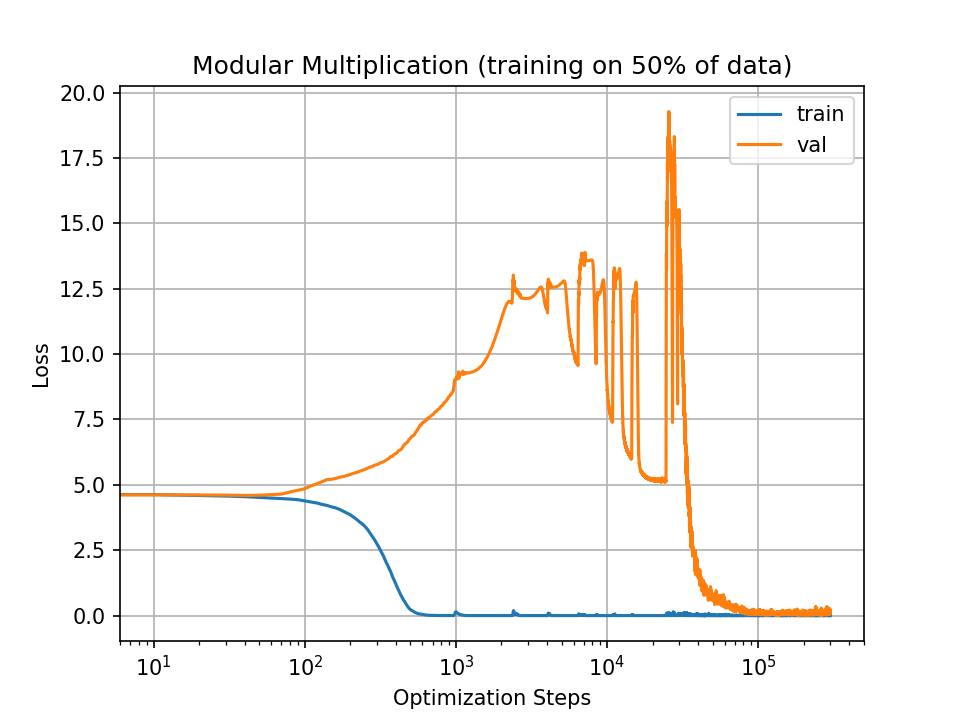 Modular Multiplication (training on 50% of data)
train
val
20.0
17.5
15.0
12.5
10.0
7.5
5.0
2.5
0.0
Loss
10¹
10²
10³
10⁴
10⁵
Optimization Steps